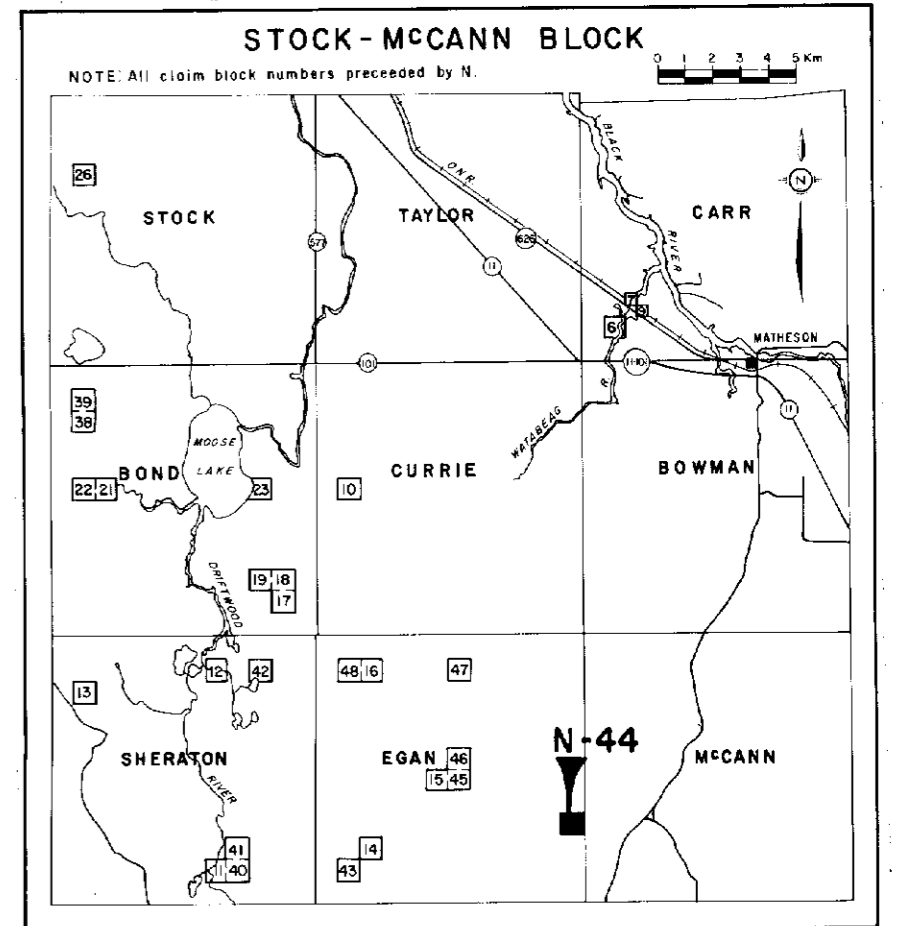 STOCK-McCANN BLOCK
NOTE: All claim block numbers preceeded by N.
0 1 2 3 4 5 Km
BLACK
RIVER
O.N.R.
N
26
STOCK
TAYLOR
CARR
577
626
11
7
9
6
MATHESON
101
11-101
R
WATABEAG
11
39
38
MOOSE
LAKE
BOND
CURRIE
BOWMAN
22 21
23
10
19 18
17
DRIFTWOOD
12
42
48 16
47
13
N-44
SHERATON
EGAN
46
McCANN
15 45
RIVER
41
14
11 40
43